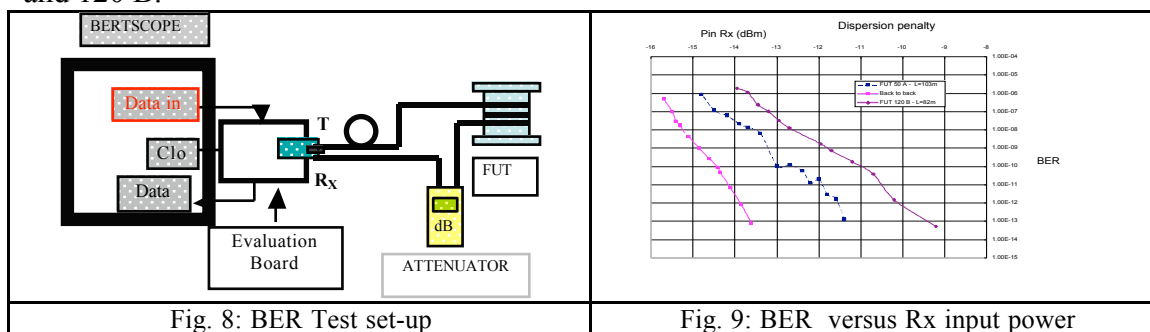 and 120 B.
BERTSCOPE
Data in
Clo
Data
T
R_X
Evaluation
Board
dB
ATTENUATOR
FUT
Fig. 8: BER Test set-up
Dispersion penalty
Pin Rx (dBm)
-16 -15 -14 -13 -12 -11 -10 -9 -8
1.00E-04
1.00E-05
1.00E-06
1.00E-07
1.00E-08
1.00E-09
1.00E-10
1.00E-11
1.00E-12
1.00E-13
1.00E-14
1.00E-15
BER
FUT 50 A - L=103m
Back to back
FUT 120 B - L=82m
Fig. 9: BER versus Rx input power